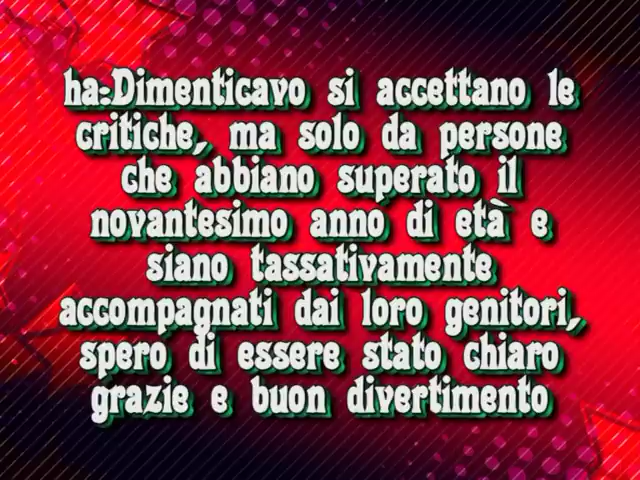 ha:Dimenticavo si accettano le
critiche, ma solo da persone
che abbiano superato il
novantesimo anno di età e
siano tassativamente
accompagnati dai loro genitori,
spero di essere stato chiaro
grazie e buon divertimento